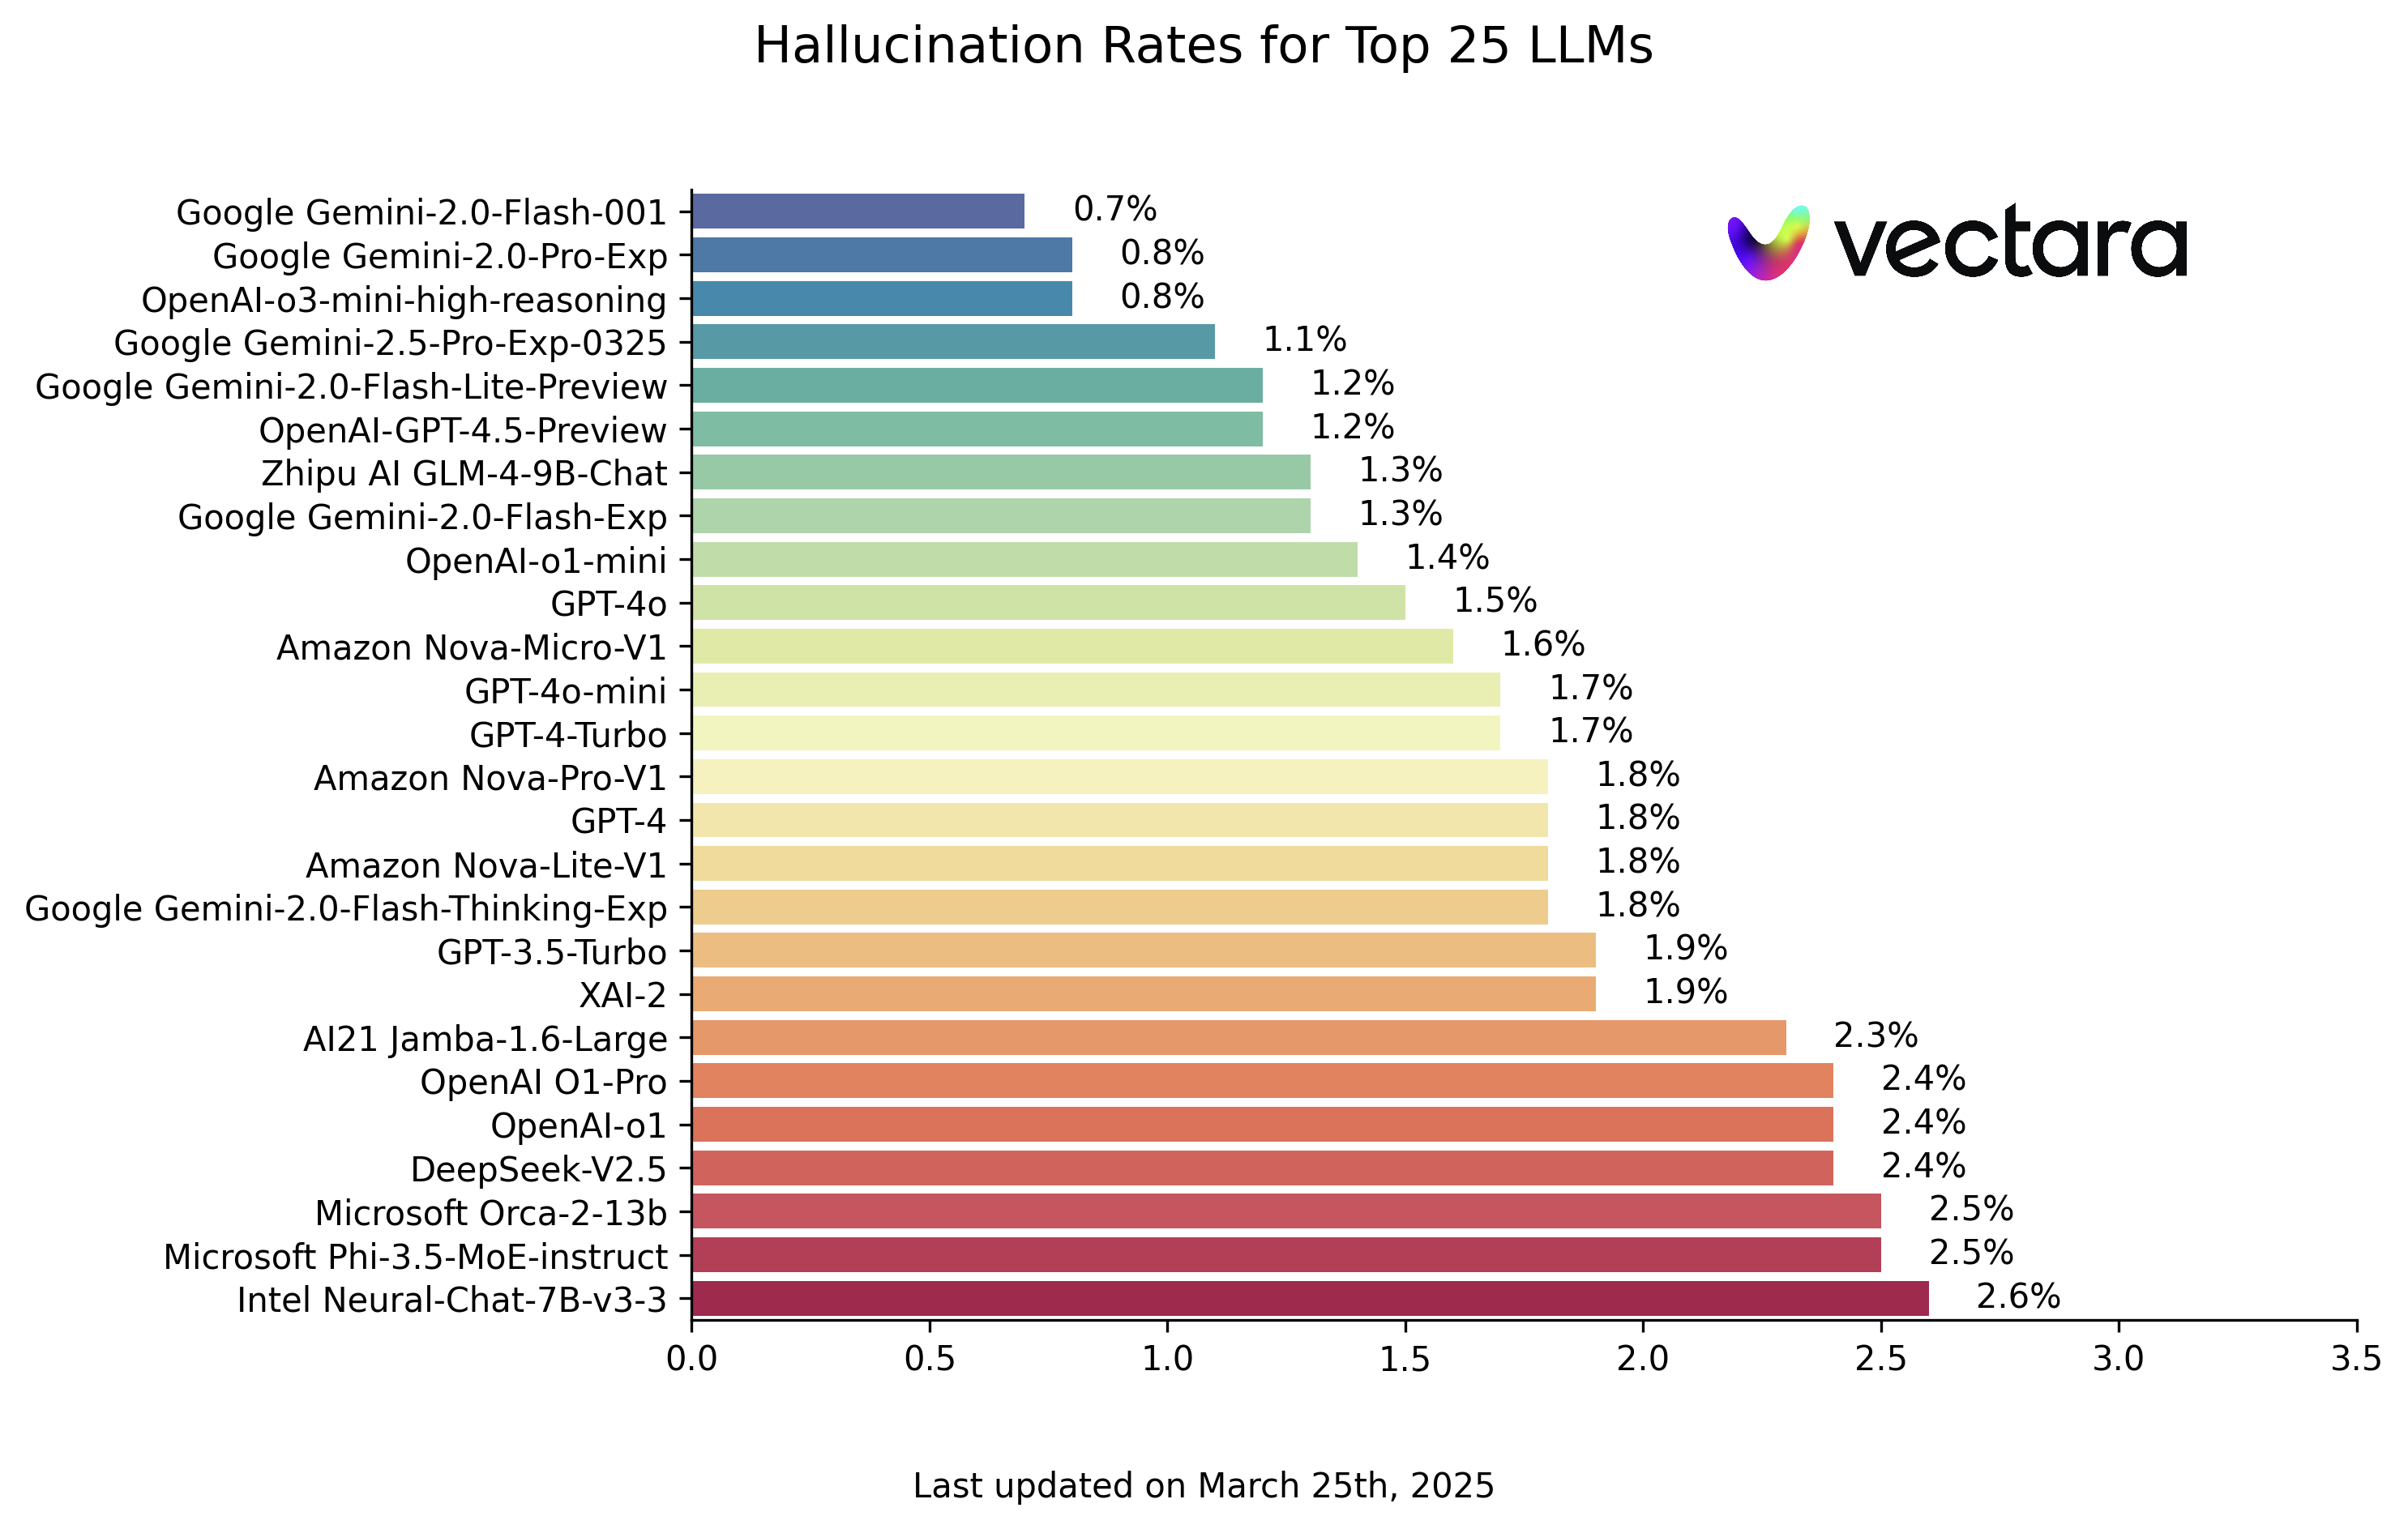 Hallucination Rates for Top 25 LLMs
vectara
Google Gemini-2.0-Flash-001 0.7%
Google Gemini-2.0-Pro-Exp 0.8%
OpenAI-o3-mini-high-reasoning 0.8%
Google Gemini-2.5-Pro-Exp-0325 1.1%
Google Gemini-2.0-Flash-Lite-Preview 1.2%
OpenAI-GPT-4.5-Preview 1.2%
Zhipu AI GLM-4-9B-Chat 1.3%
Google Gemini-2.0-Flash-Exp 1.3%
OpenAI-o1-mini 1.4%
GPT-4o 1.5%
Amazon Nova-Micro-V1 1.6%
GPT-4o-mini 1.7%
GPT-4-Turbo 1.7%
Amazon Nova-Pro-V1 1.8%
GPT-4 1.8%
Amazon Nova-Lite-V1 1.8%
Google Gemini-2.0-Flash-Thinking-Exp 1.8%
GPT-3.5-Turbo 1.9%
XAI-2 1.9%
AI21 Jamba-1.6-Large 2.3%
OpenAI O1-Pro 2.4%
OpenAI-o1 2.4%
DeepSeek-V2.5 2.4%
Microsoft Orca-2-13b 2.5%
Microsoft Phi-3.5-MoE-instruct 2.5%
Intel Neural-Chat-7B-v3-3 2.6%
0.0 0.5 1.0 1.5 2.0 2.5 3.0 3.5
Last updated on March 25th, 2025